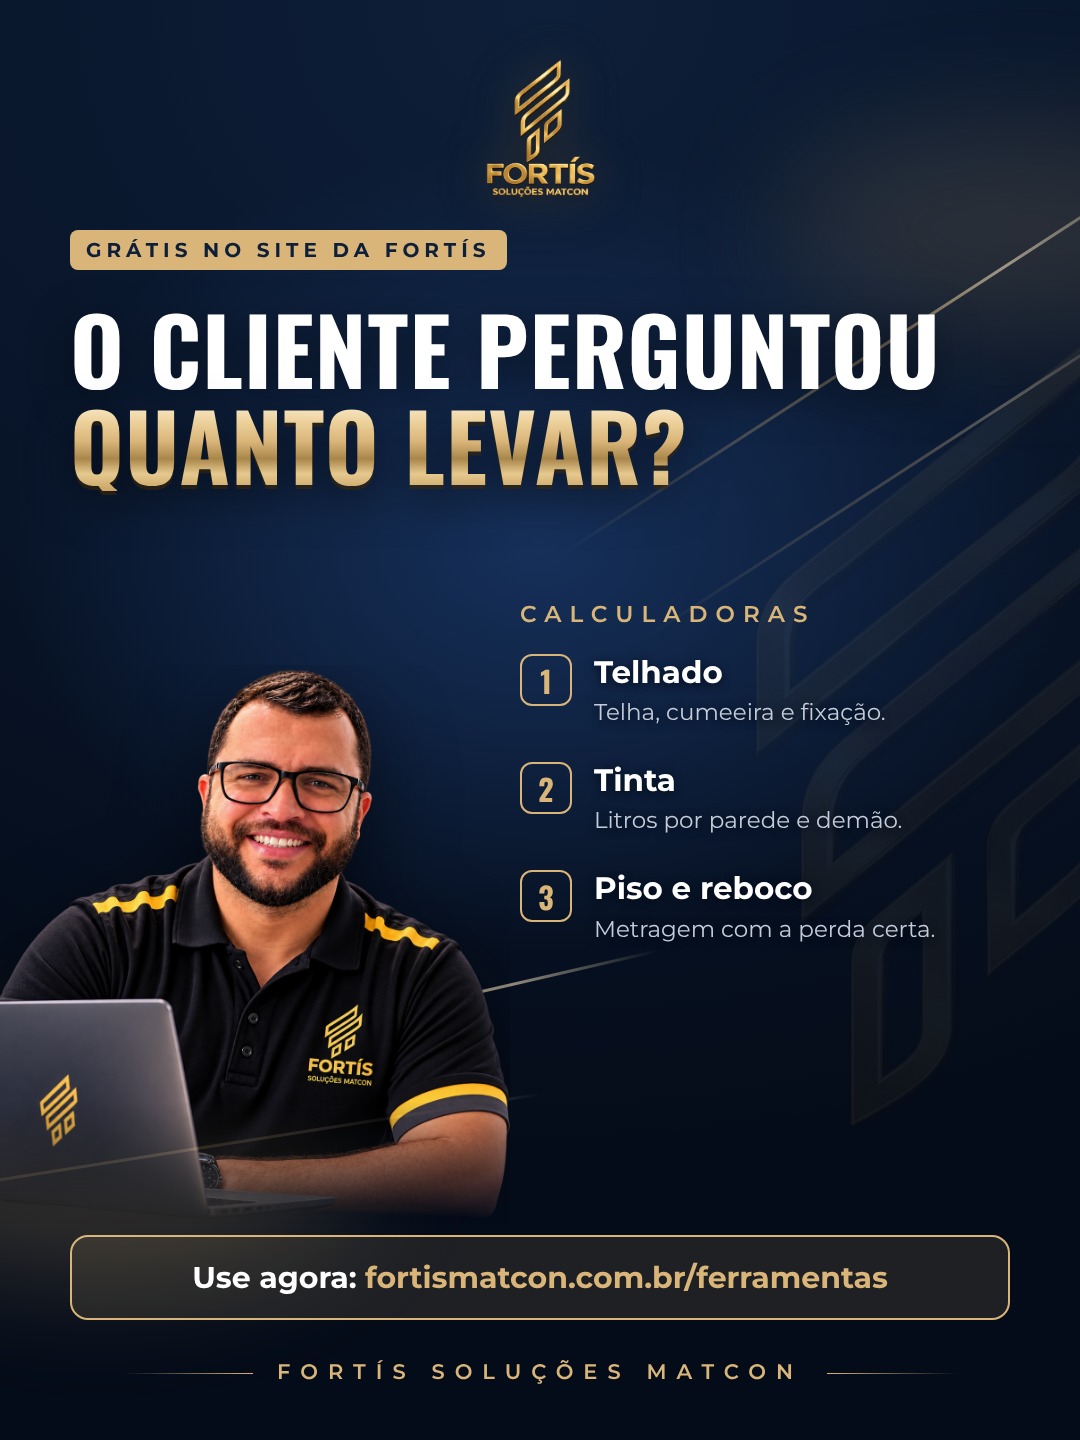 FORTÍS
SOLUÇÕES MATCON
GRÁTIS NO SITE DA FORTÍS
O CLIENTE PERGUNTOU
QUANTO LEVAR?
CALCULADORAS
1 Telhado
Telha, cumeeira e fixação.
2 Tinta
Litros por parede e demão.
3 Piso e reboco
Metragem com a perda certa.
FORTÍS
SOLUÇÕES MATCON
Use agora: fortismatcon.com.br/ferramentas
FORTÍS SOLUÇÕES MATCON